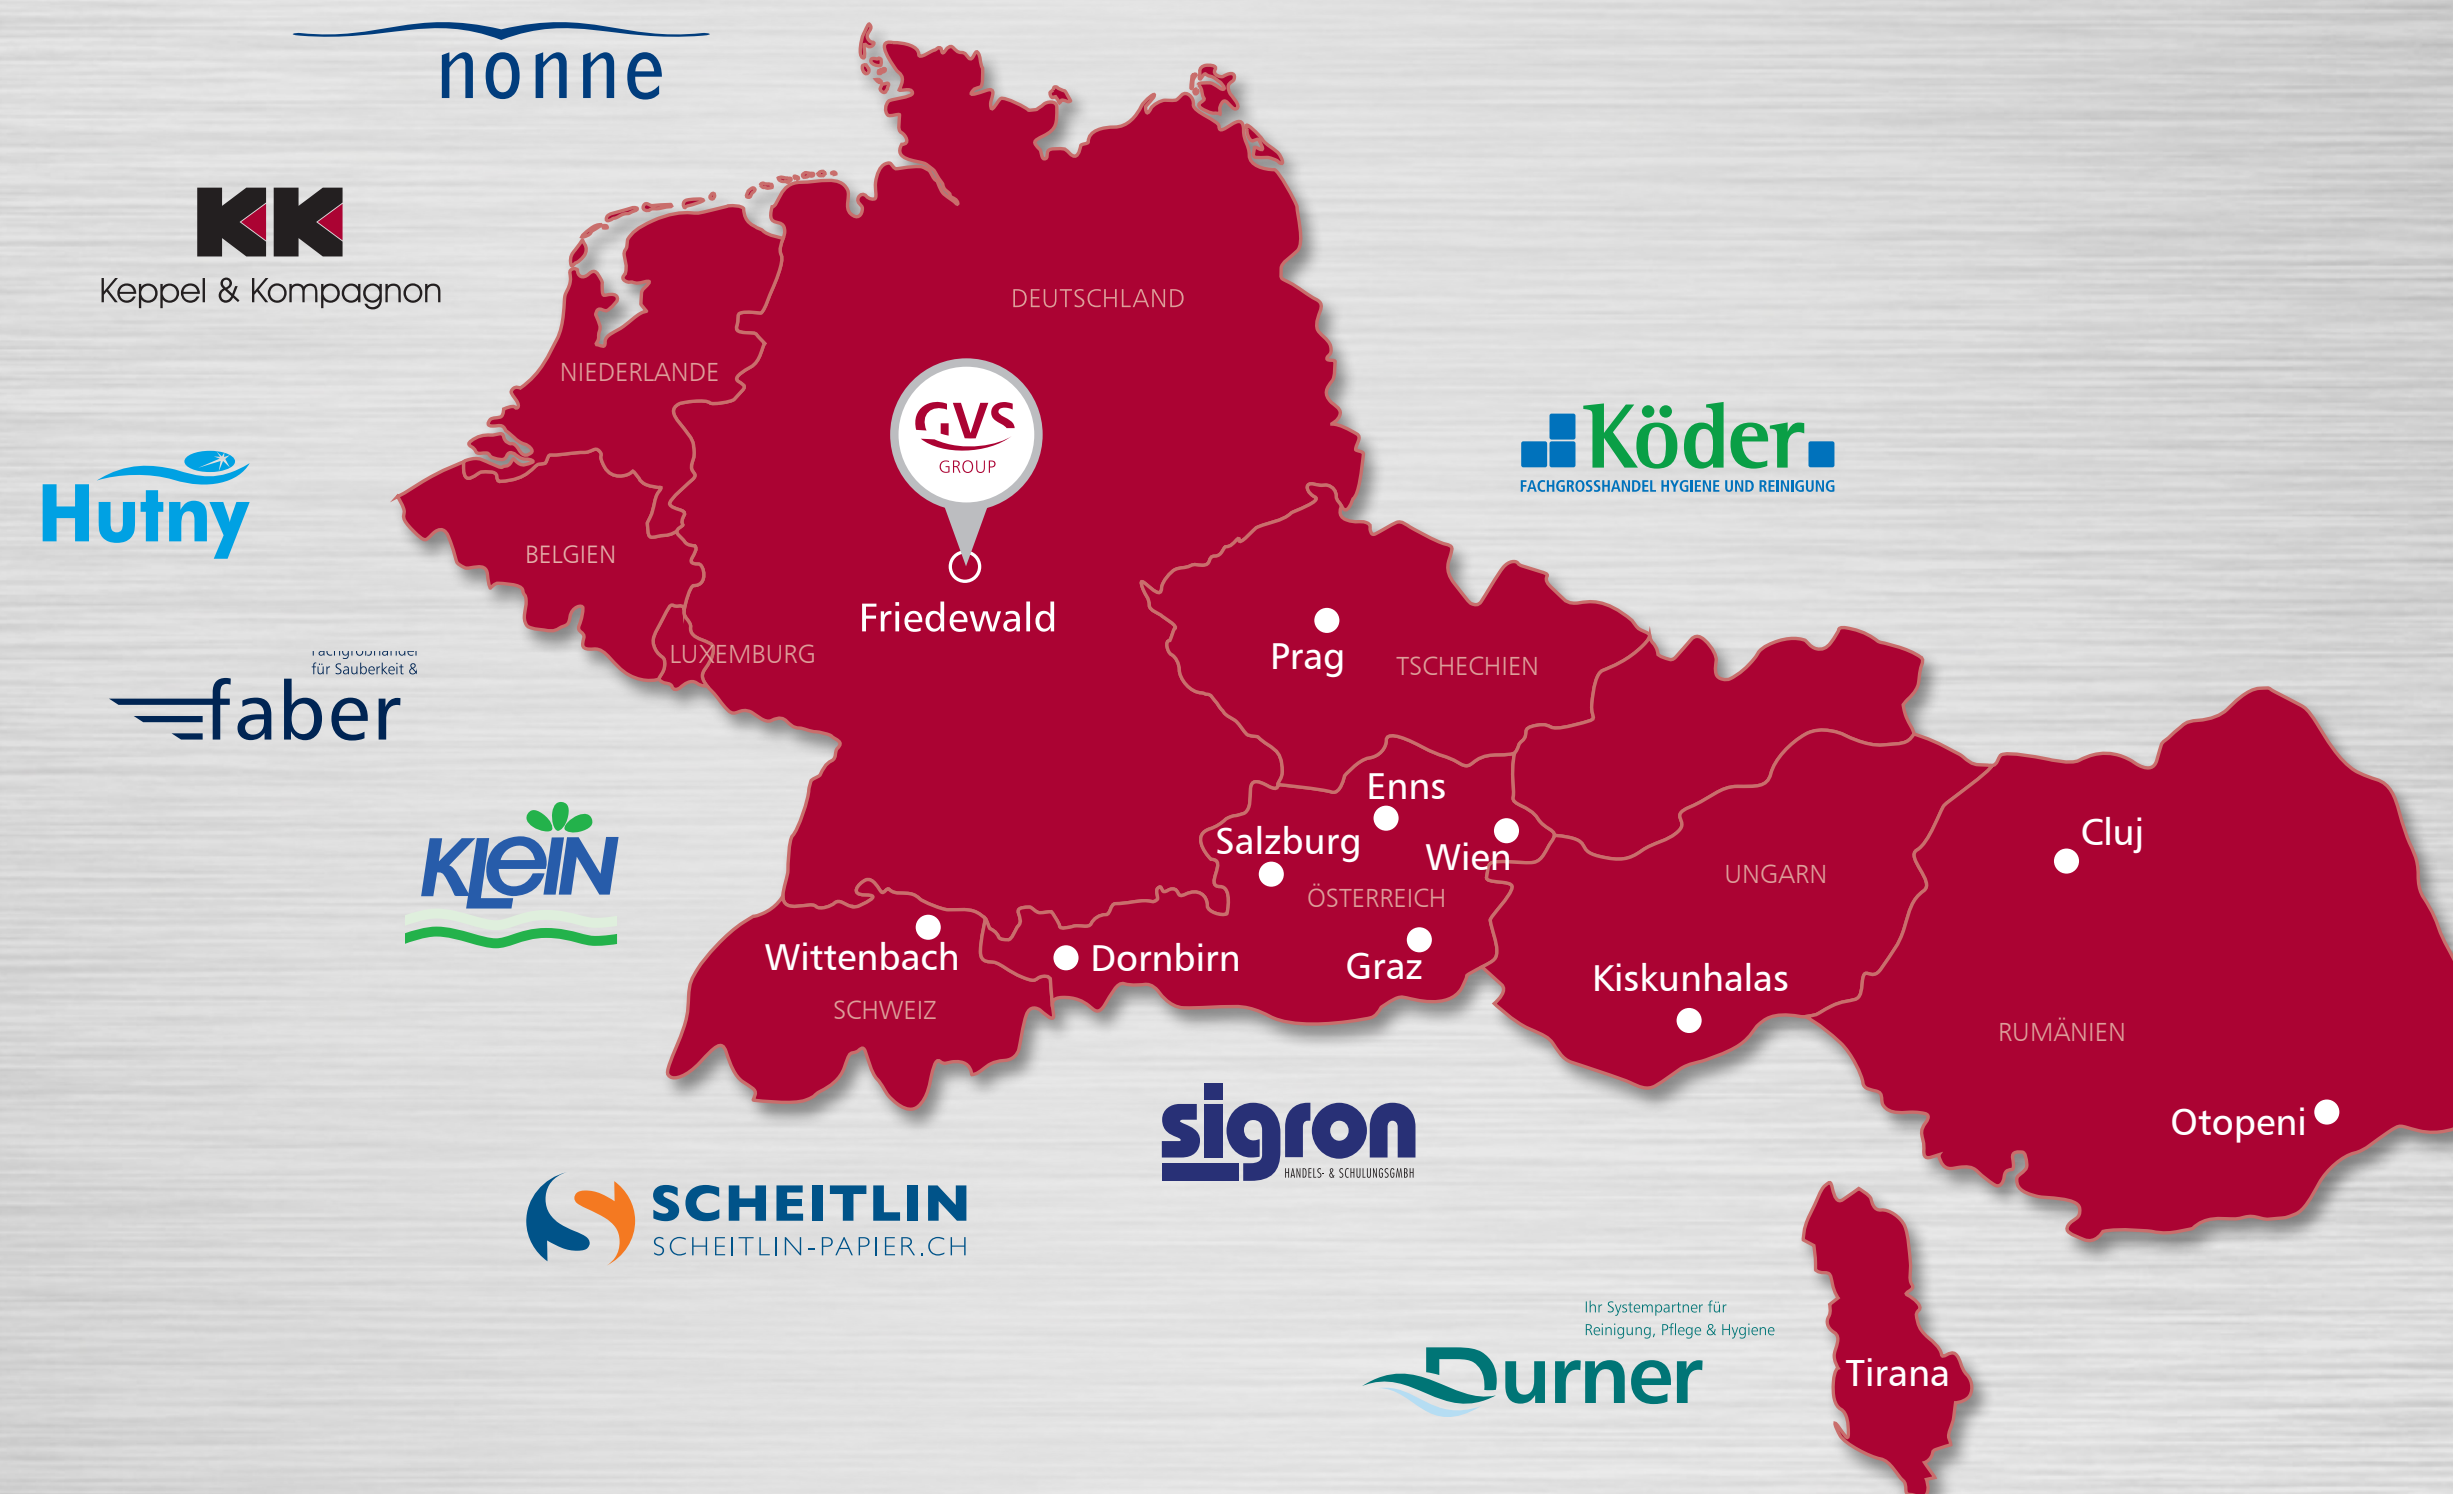 nonne
KK
Keppel & Kompagnon
DEUTSCHLAND
NIEDERLANDE
GVS
GROUP
Köder
FACHGROSSHANDEL HYGIENE UND REINIGUNG
Hutny
BELGIEN
Friedewald
LUXEMBURG
Prag
TSCHECHIEN
für Sauberkeit &
faber
Enns
Salzburg
Wien
ÖSTERREICH
UNGARN
Cluj
KLEIN
Wittenbach
Dornbirn
Graz
Kiskunhalas
SCHWEIZ
RUMÄNIEN
Otopeni
sigron
HANDELS- & SCHULUNGSGMBH
SCHEITLIN
SCHEITLIN-PAPIER.CH
Ihr Systempartner für
Reinigung, Pflege & Hygiene
Durner
Tirana